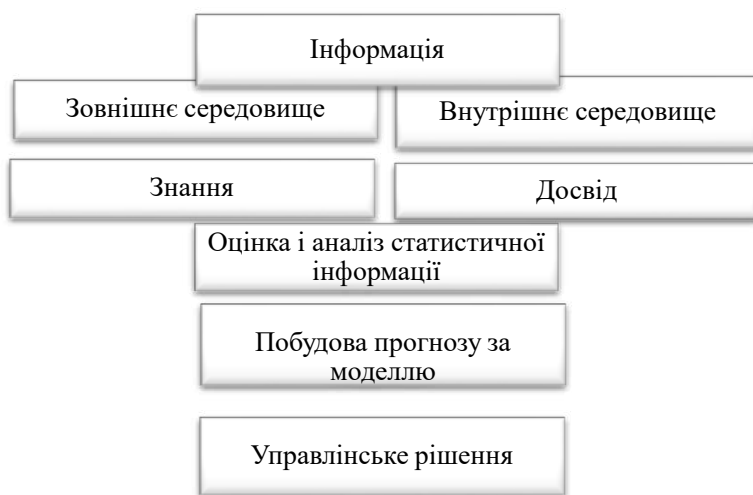 Інформація
Зовнішнє середовище
Внутрішнє середовище
Знання
Досвід
Оцінка і аналіз статистичної
інформації
Побудова прогнозу за
моделлю
Управлінське рішення